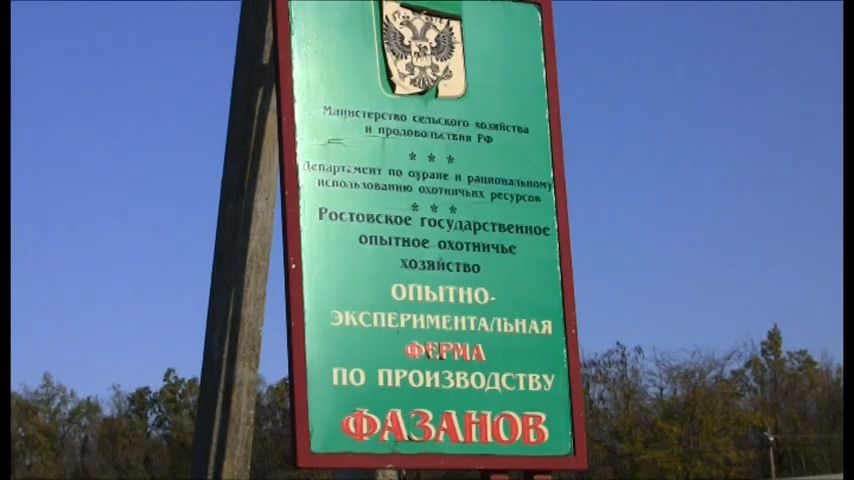 Министерство сельского хозяйства
и продовольствия РФ
* * *
Департамент по охране и рациональному
использованию охотничьих ресурсов
* * *
Ростовское государственное
опытное охотничье
хозяйство
ОПЫТНО-
ЭКСПЕРИМЕНТАЛЬНАЯ
ФЕРМА
ПО ПРОИЗВОДСТВУ
ФАЗАНОВ